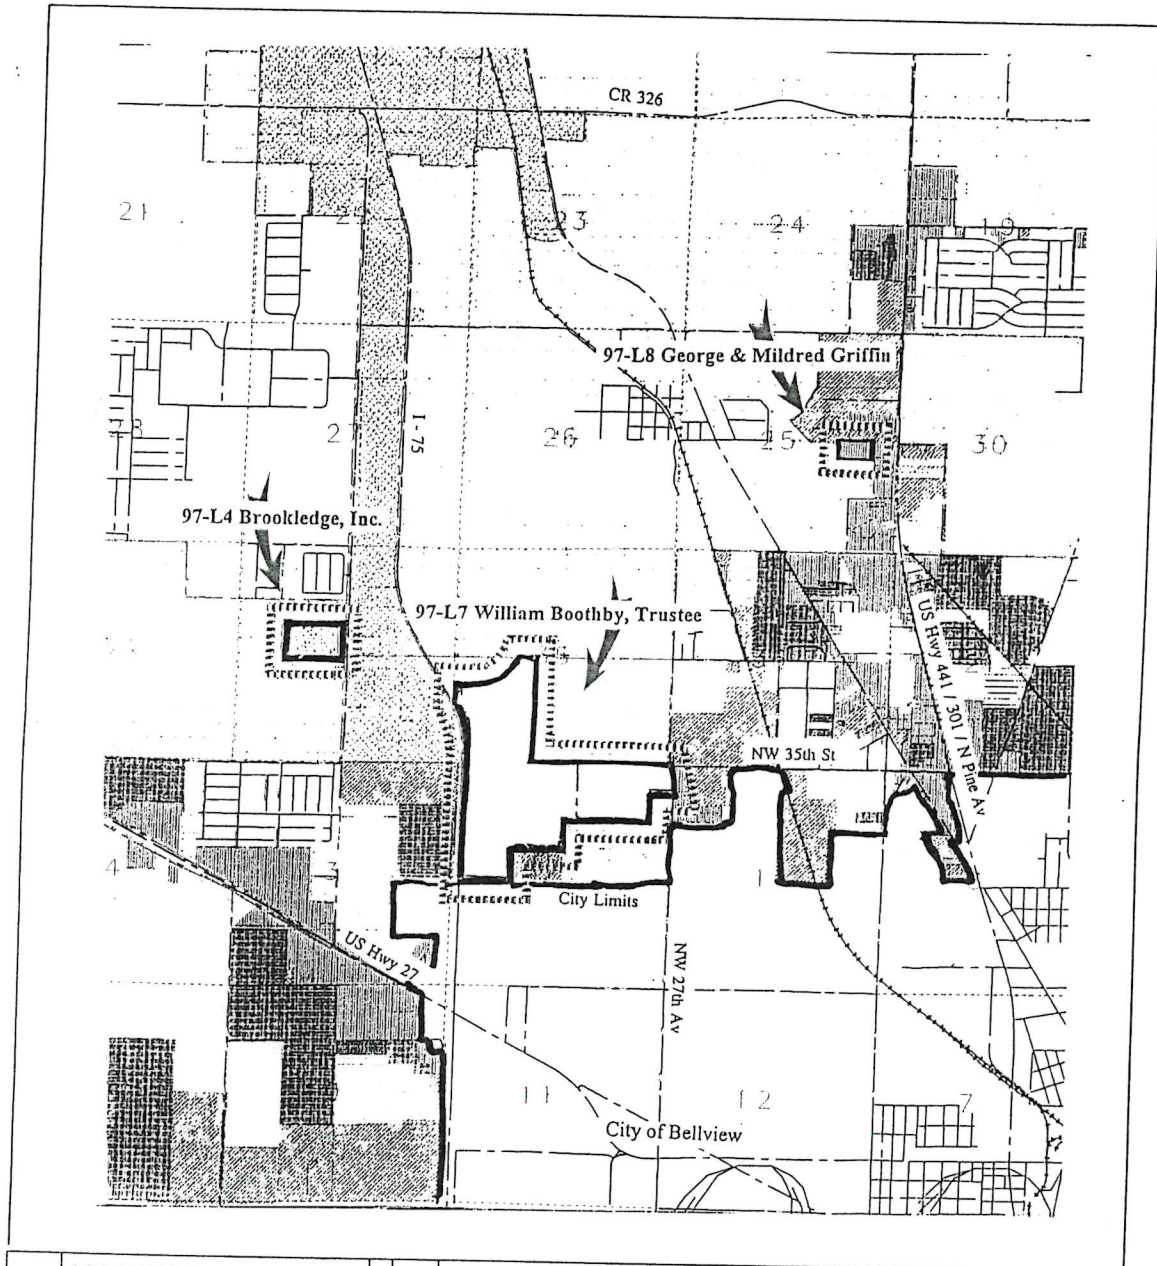 CR 326
21
23
24
19
97-L8 George & Mildred Griffin
I - 75
26
25
30
97-L4 Brookledge, Inc.
97-L7 William Boothby, Trustee
US Hwy 441 / 301 / N Pine Av
NW 35th St
4
3
1
City Limits
US Hwy 27
NW 27th Av
11
12
7
City of Bellview